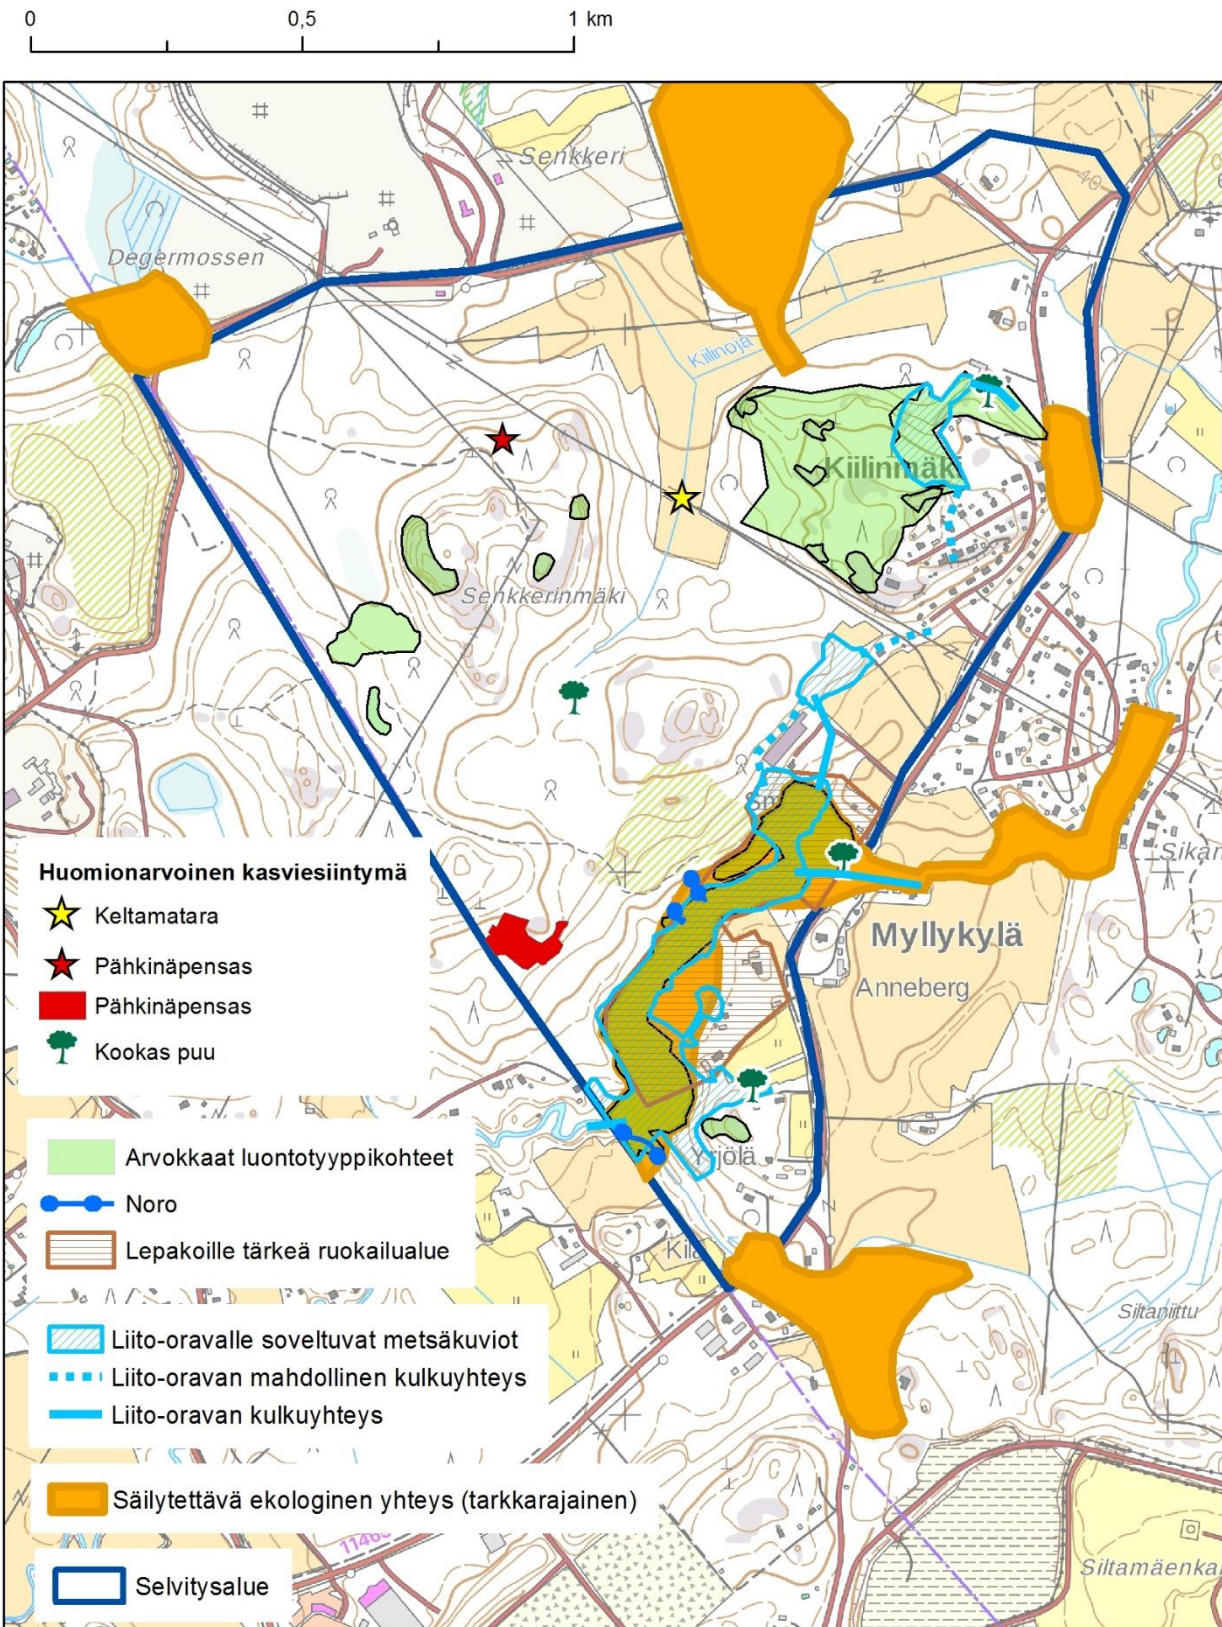 0 0,5 1 km
Senkkeri
40
Degermossen
Kiilinoja
Kiilinmäki
Senkkerinmäki
Huomionarvoinen kasviesiintymä
Keltamatara
Pähkinäpensas
Pähkinäpensas
Kookas puu
Myllykylä
Anneberg
Arvokkaat luontotyyppikohteet
Noro
Lepakoille tärkeä ruokailualue
Yrjölä
Siltaniittu
Liito-oravalle soveltuvat metsäkuviot
Liito-oravan mahdollinen kulkuyhteys
Liito-oravan kulkuyhteys
Säilytettävä ekologinen yhteys (tarkkarajainen)
Selvitysalue